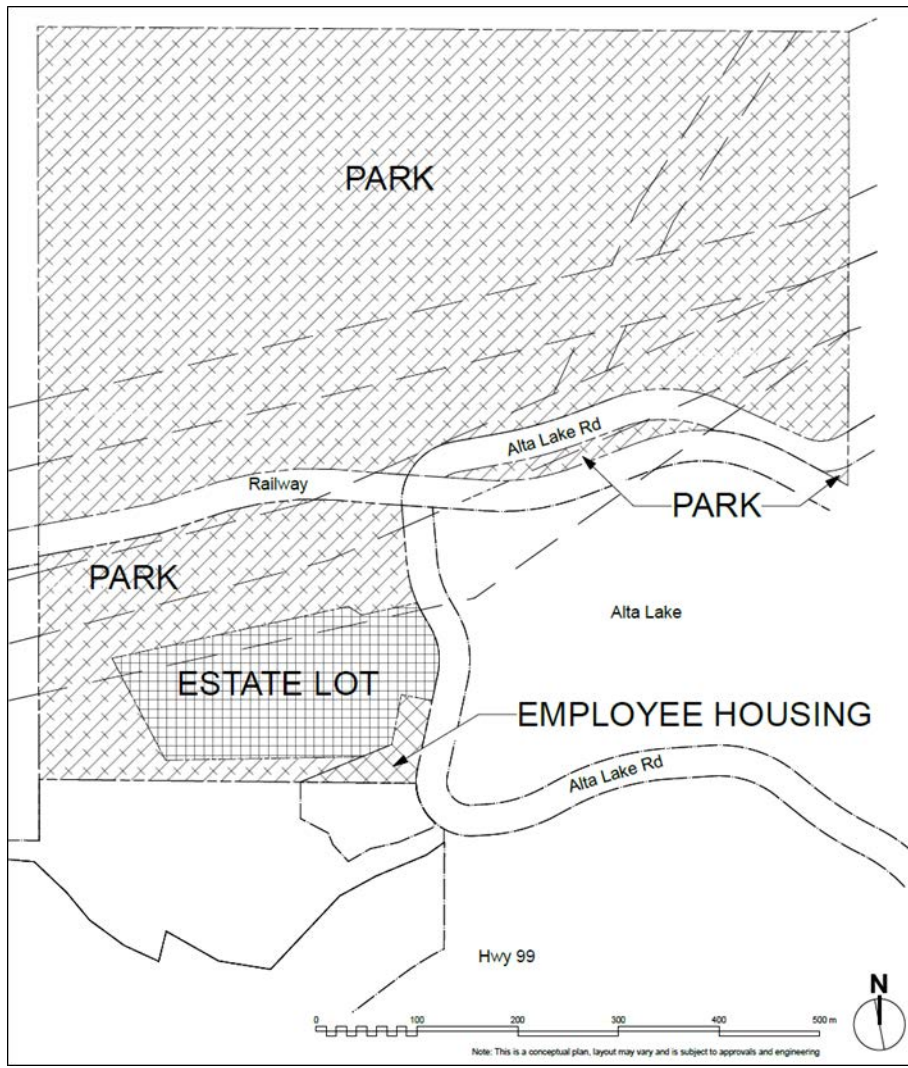 PARK
Alta Lake Rd
Railway
PARK
PARK
Alta Lake
ESTATE LOT
EMPLOYEE HOUSING
Alta Lake Rd
Hwy 99
N
0 100 200 300 400 500 m
Note: This is a conceptual plan, layout may vary and is subject to approvals and engineering